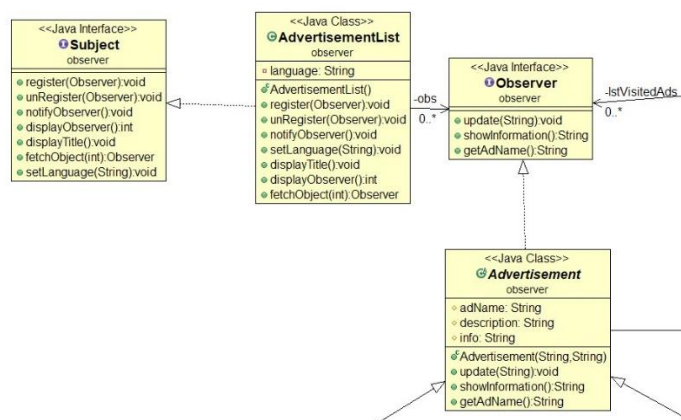 <<Java Interface>>
Subject
observer
register(Observer):void
unRegister(Observer):void
notifyObserver():void
displayObserver():int
displayTitle():void
fetchObject(int):Observer
setLanguage(String):void
<<Java Class>>
AdvertisementList
observer
language: String
AdvertisementList()
register(Observer):void
unRegister(Observer):void
notifyObserver():void
setLanguage(String):void
displayTitle():void
displayObserver():int
fetchObject(int):Observer
-obs
0..*
<<Java Interface>>
Observer
observer
update(String):void
showInformation():String
getAdName():String
-lstVisitedAds
0..*
<<Java Class>>
Advertisement
observer
adName: String
description: String
info: String
Advertisement(String,String)
update(String):void
showInformation():String
getAdName():String